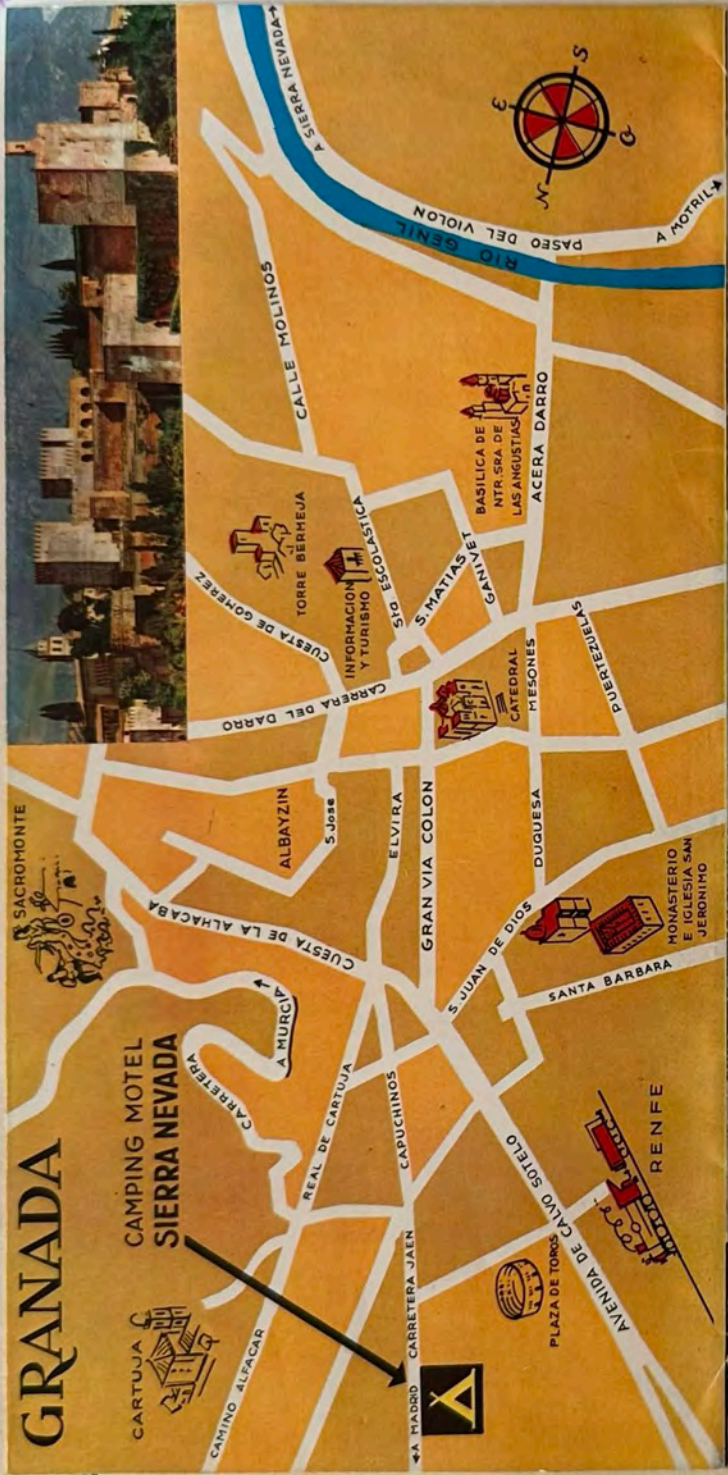 GRANADA
CARTUJA
CAMINO ALFACAR
CAMPING MOTEL
SIERRA NEVADA
A MADRID
CARRETERA JAEN
PLAZA DE TOROS
AVENIDA DE CALVO SOTELO
RENFE
CARRETERA
A MURCIA
REAL DE CARTUJA
CAPUCHINOS
SACROMONTE
CUESTA DE LA ALHACABA
S. JUAN DE DIOS
SANTA BARBARA
MONASTERIO
E IGLESIA SAN
JERONIMO
ALBAYZIN
S. Jose
ELVIRA
GRAN VIA COLON
DUQUESA
CARRERA DEL DARRO
CUESTA DE GOMEREZ
TORRE BERMEJA
INFORMACION
Y TURISMO
Sta. ESCOLASTICA
S. MATIAS
GANIVET
CATEDRAL
MESONES
PUERTEZUELAS
CALLE MOLINOS
BASILICA DE
NTR. SRA DE
LAS ANGUSTIAS
ACERA DARRO
A SIERRA NEVADA
RIO GENIL
PASEO DEL VIOLON
A MOTRIL
N
E
S
O